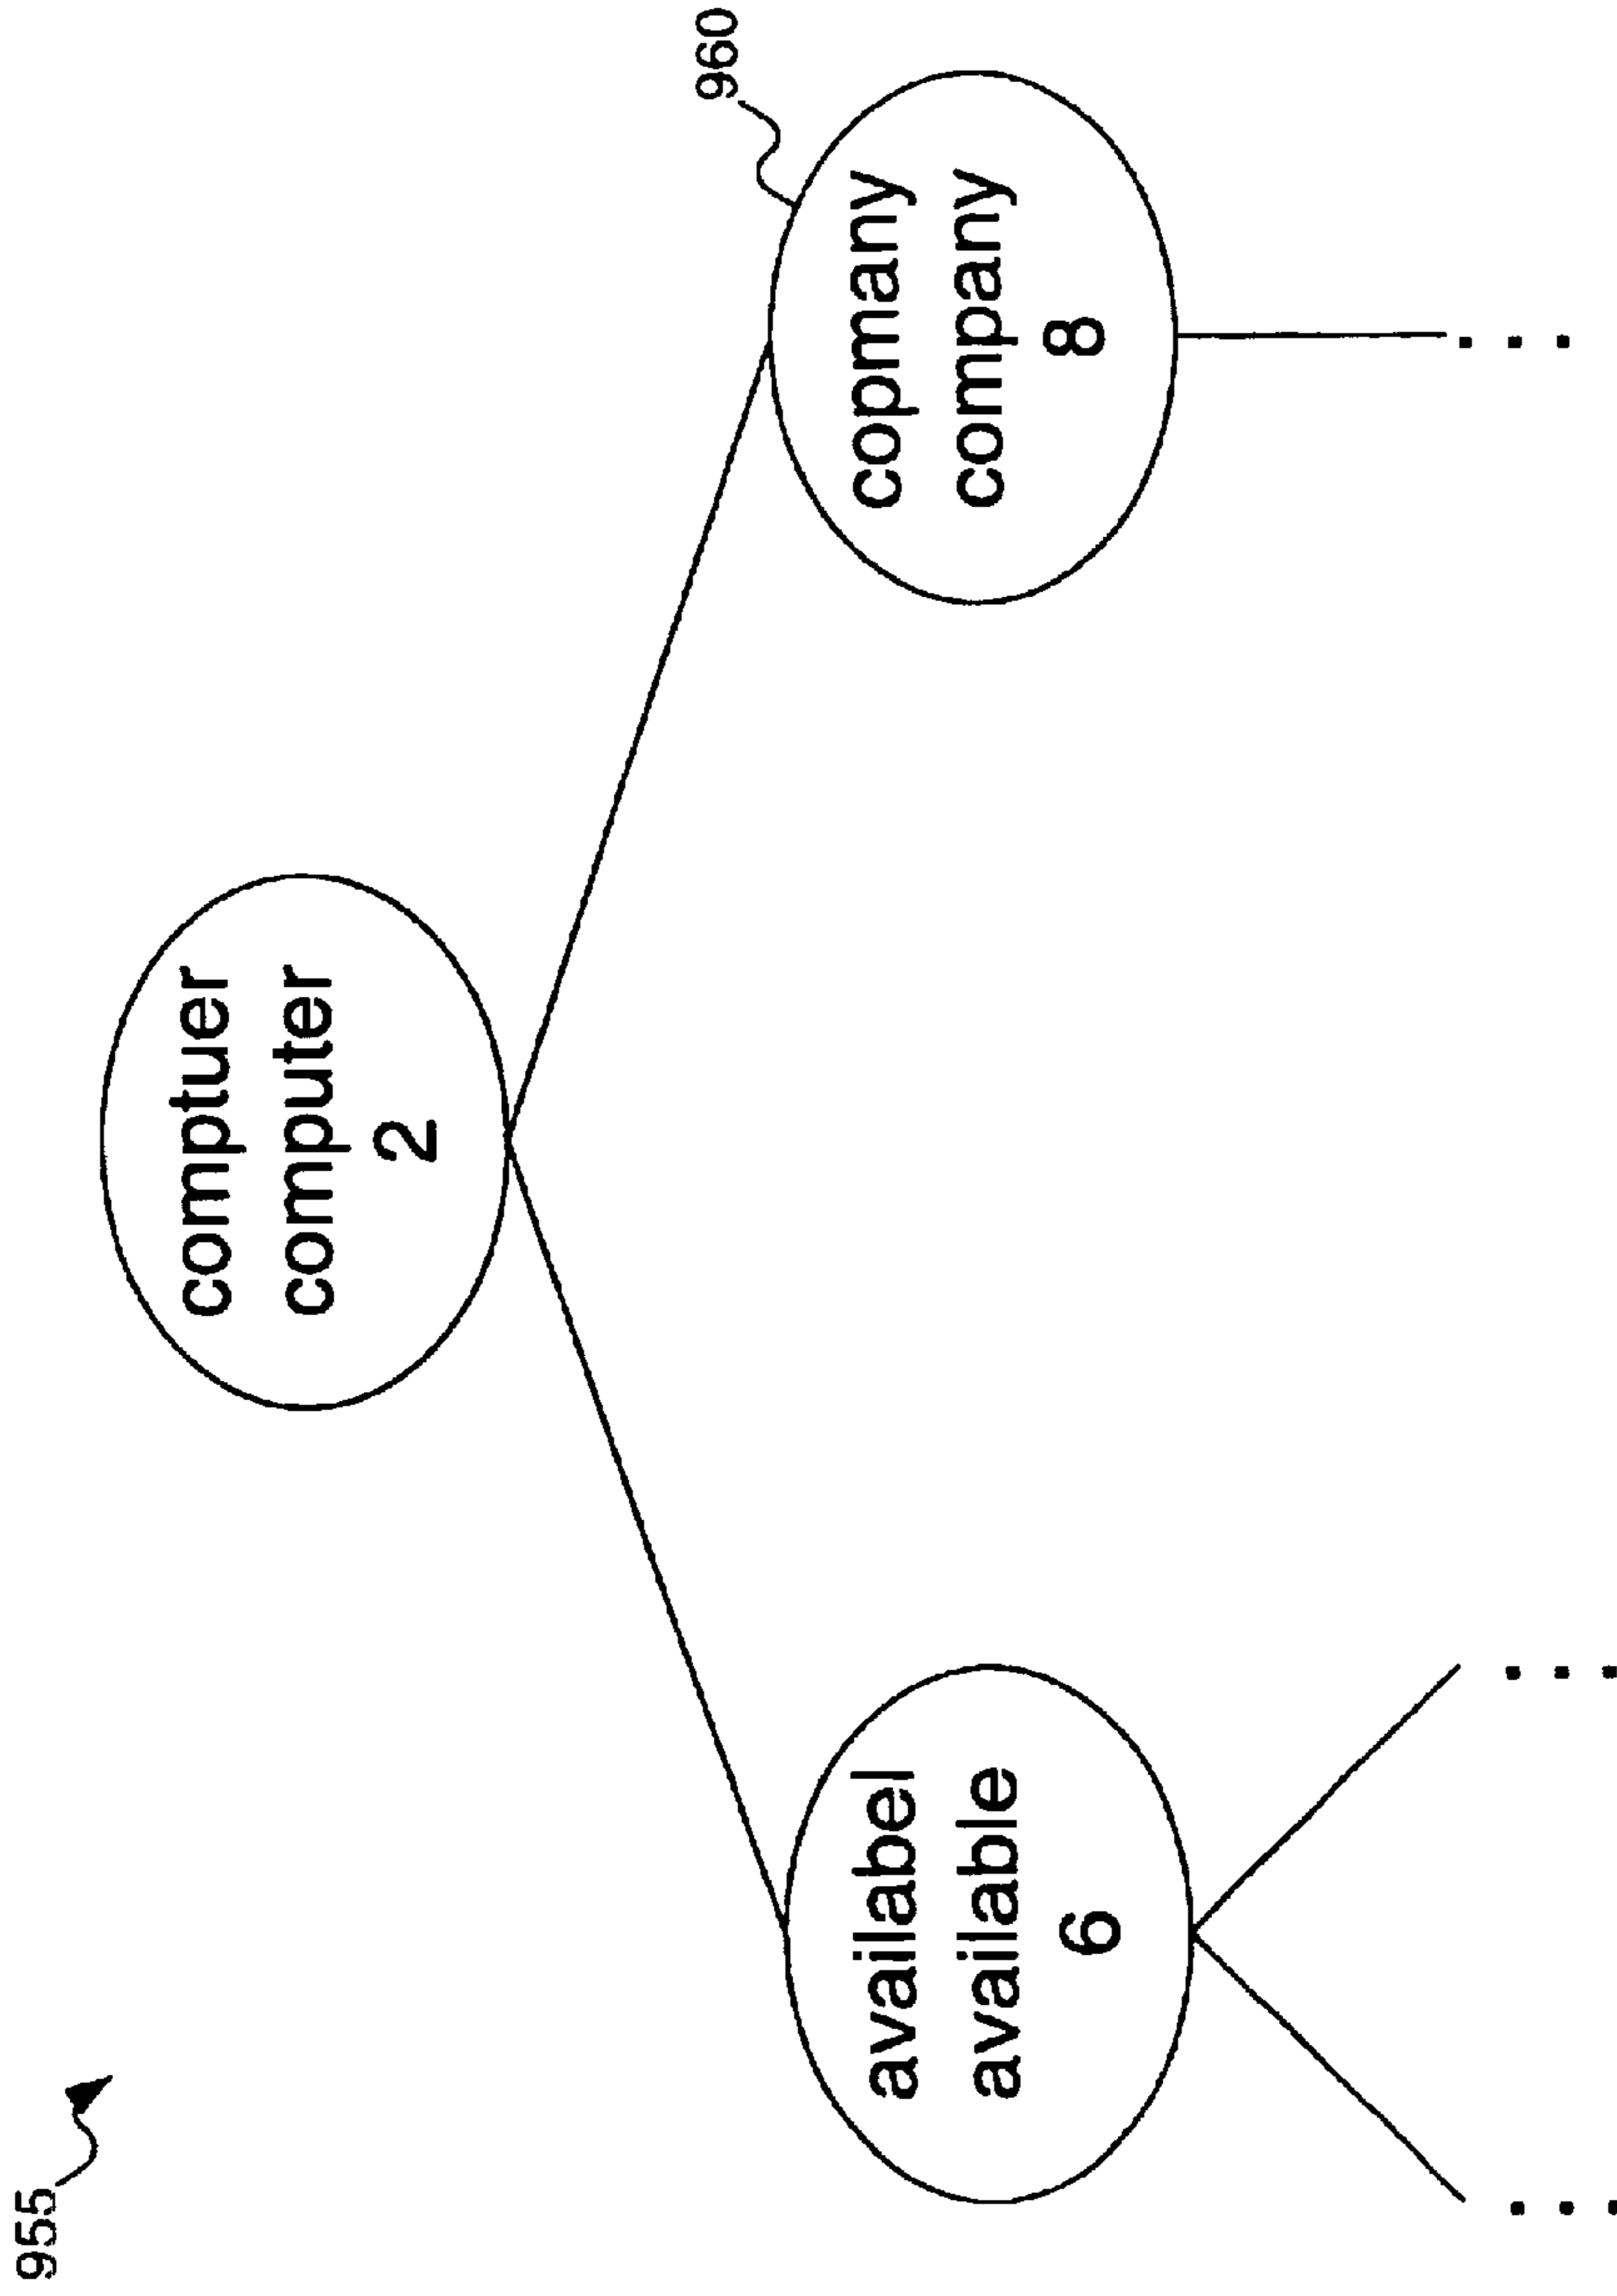 955
comptuer
computer
2
960
availabel
available
6
copmany
company
8